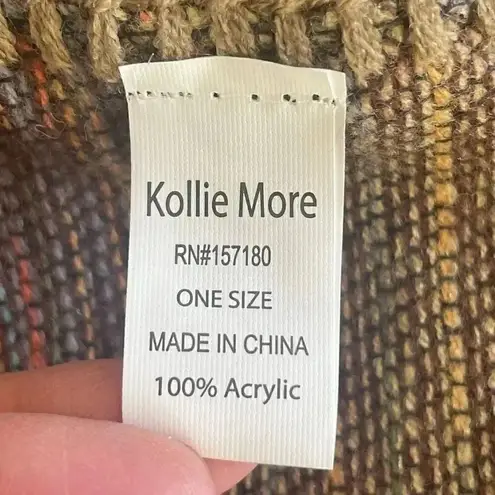 Kollie More
RN#157180
ONE SIZE
MADE IN CHINA
100% Acrylic